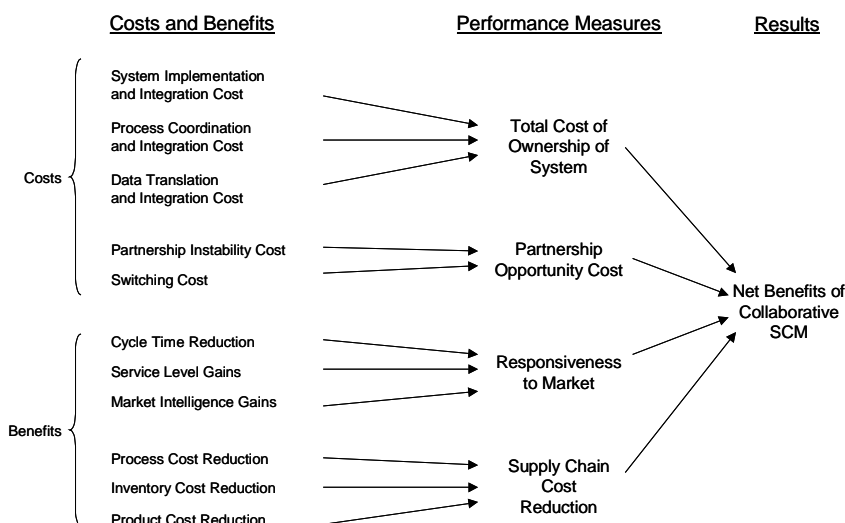 Costs and Benefits
Performance Measures
Results
Costs
System Implementation
and Integration Cost
Process Coordination
and Integration Cost
Data Translation
and Integration Cost
Partnership Instability Cost
Switching Cost
Total Cost of
Ownership of
System
Partnership
Opportunity Cost
Benefits
Cycle Time Reduction
Service Level Gains
Market Intelligence Gains
Process Cost Reduction
Inventory Cost Reduction
Product Cost Reduction
Responsiveness
to Market
Supply Chain
Cost
Reduction
Net Benefits of
Collaborative
SCM